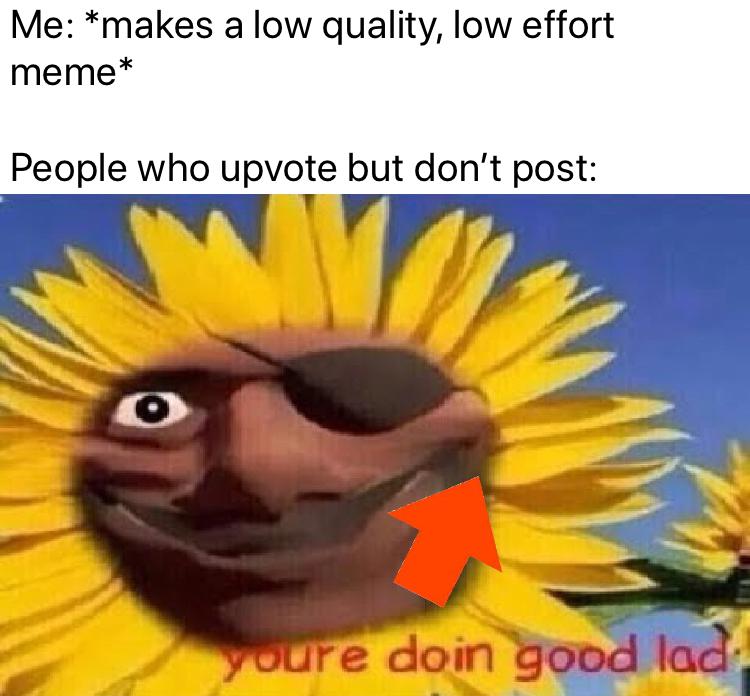 Me: *makes a low quality, low effort
meme*
People who upvote but don’t post:
youre doin good lad